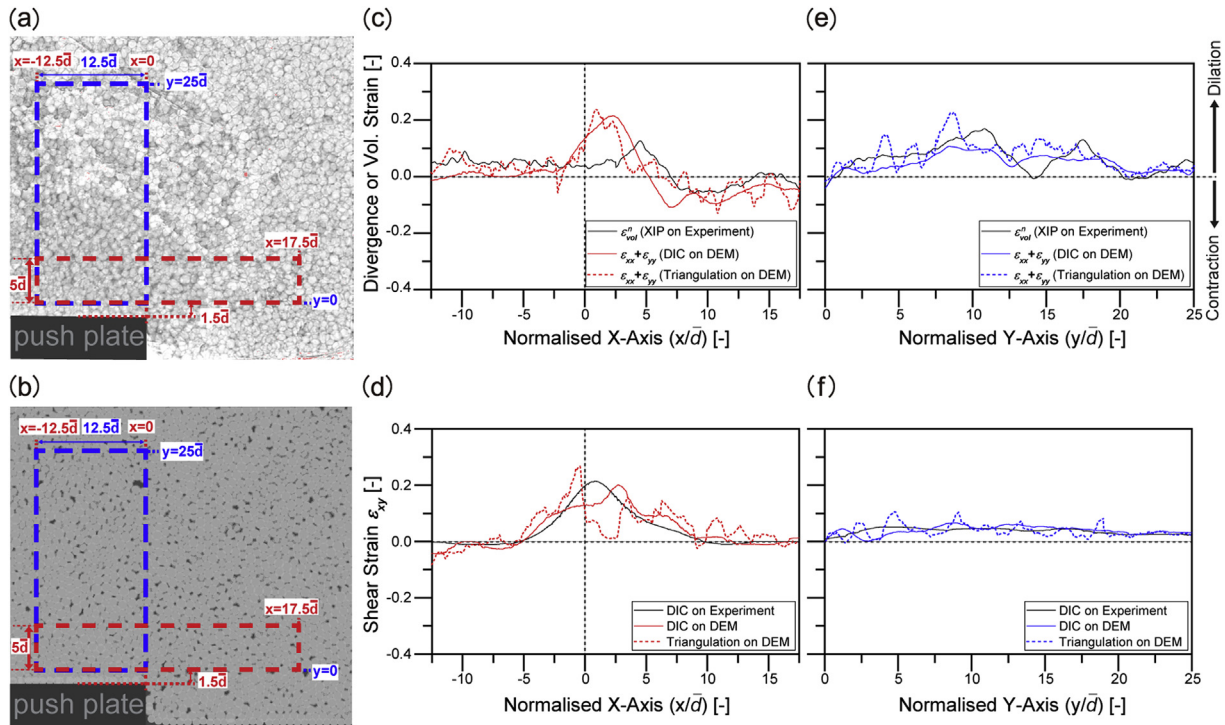 (a)
x=-12.5d̄ 12.5d̄ x=0
y=25d̄
x=17.5d̄
5d̄
y=0
1.5d̄
push plate
(b)
x=-12.5d̄ 12.5d̄ x=0
y=25d̄
x=17.5d̄
5d̄
y=0
1.5d̄
push plate
(c)
Divergence or Vol. Strain [-]
0.4
0.2
0.0
-0.2
-0.4
ε^n_vol (XIP on Experiment)
ε_xx+ε_yy (DIC on DEM)
ε_xx+ε_yy (Triangulation on DEM)
-10 -5 0 5 10 15
Normalised X-Axis (x/d̄) [-]
(d)
Shear Strain ε_xy [-]
0.4
0.2
0.0
-0.2
-0.4
DIC on Experiment
DIC on DEM
Triangulation on DEM
-10 -5 0 5 10 15
Normalised X-Axis (x/d̄) [-]
(e)
ε^n_vol (XIP on Experiment)
ε_xx+ε_yy (DIC on DEM)
ε_xx+ε_yy (Triangulation on DEM)
0 5 10 15 20 25
Normalised Y-Axis (y/d̄) [-]
Dilation
Contraction
(f)
DIC on Experiment
DIC on DEM
Triangulation on DEM
0 5 10 15 20 25
Normalised Y-Axis (y/d̄) [-]